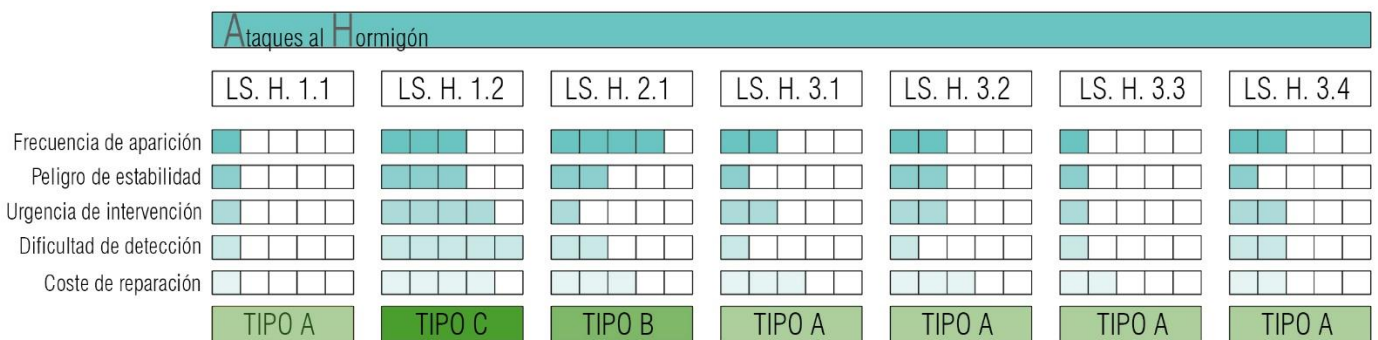 Ataques al Hormigón
LS. H. 1.1 LS. H. 1.2 LS. H. 2.1 LS. H. 3.1 LS. H. 3.2 LS. H. 3.3 LS. H. 3.4
Frecuencia de aparición
Peligro de estabilidad
Urgencia de intervención
Dificultad de detección
Coste de reparación
TIPO A TIPO C TIPO B TIPO A TIPO A TIPO A TIPO A